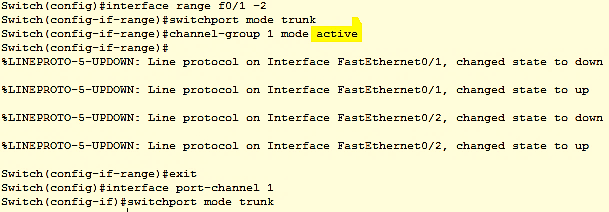 Switch(config)#interface range f0/1 -2
Switch(config-if-range)#switchport mode trunk
Switch(config-if-range)#channel-group 1 mode active
Switch(config-if-range)#
%LINEPROTO-5-UPDOWN: Line protocol on Interface FastEthernet0/1, changed state to down
%LINEPROTO-5-UPDOWN: Line protocol on Interface FastEthernet0/1, changed state to up
%LINEPROTO-5-UPDOWN: Line protocol on Interface FastEthernet0/2, changed state to down
%LINEPROTO-5-UPDOWN: Line protocol on Interface FastEthernet0/2, changed state to up
Switch(config-if-range)#exit
Switch(config)#interface port-channel 1
Switch(config-if)#switchport mode trunk